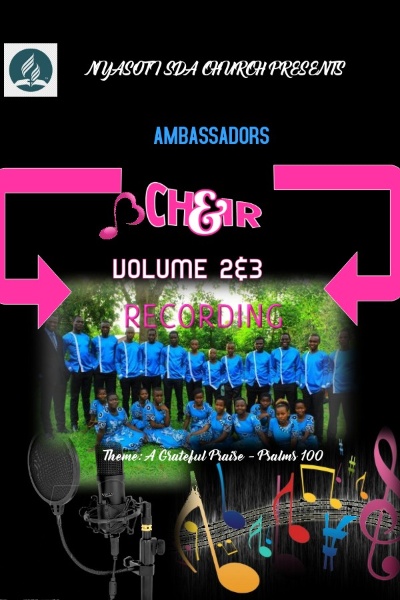 NYASOTI SDA CHURCH PRESENTS
AMBASSADORS
CH&IR
VOLUME 2&3
RECORDING
Theme: A Grateful Praise - Psalms 100